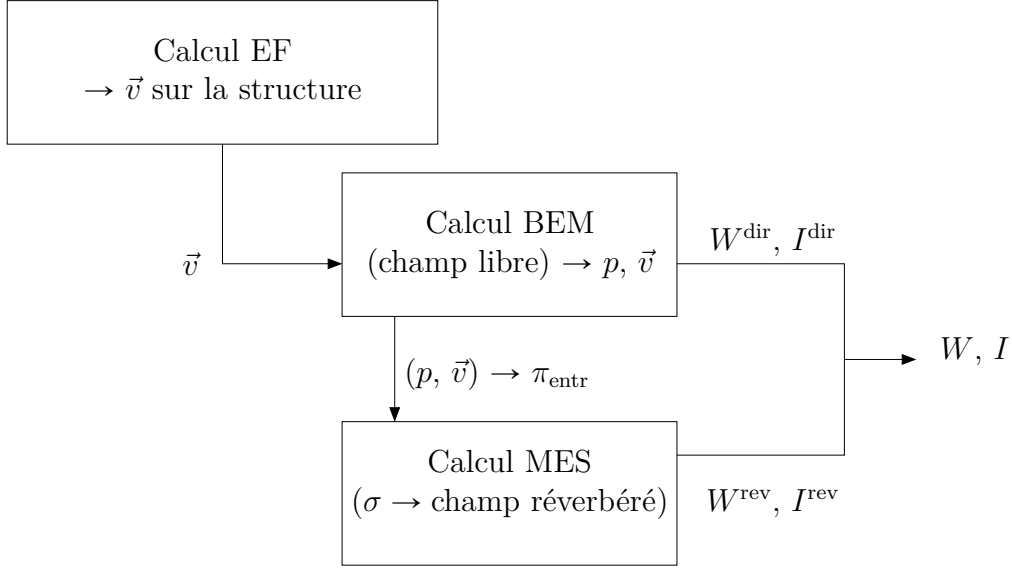 Calcul EF
→ v⃗ sur la structure
Calcul BEM
(champ libre) → p, v⃗
v⃗
W^dir, I^dir
W, I
(p, v⃗) → π_entr
Calcul MES
(σ → champ réverbéré)
W^rev, I^rev